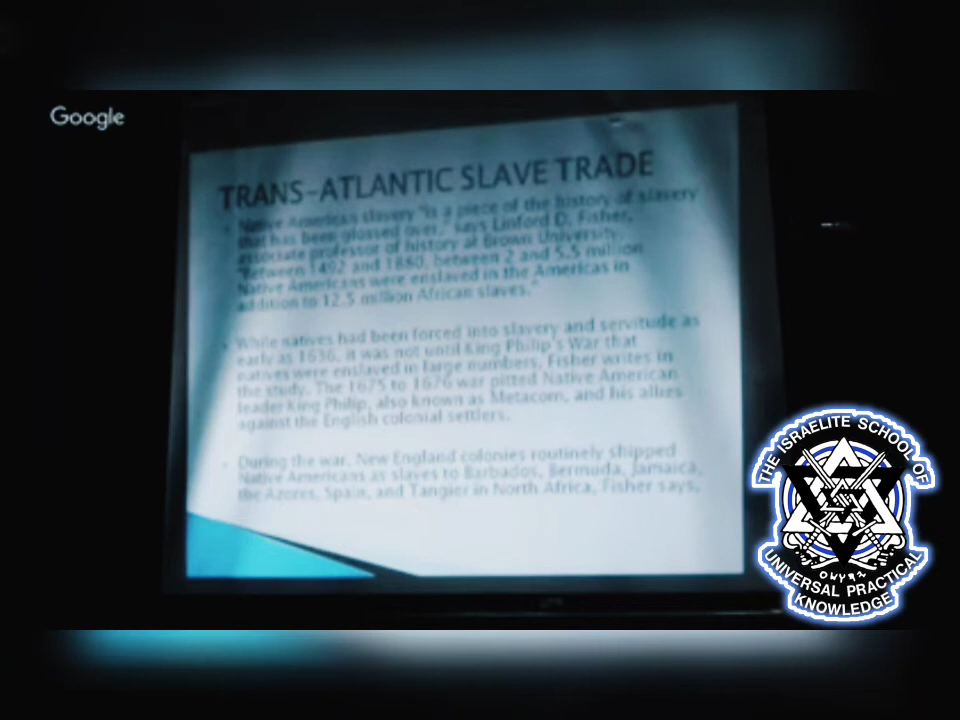 Google
TRANS-ATLANTIC SLAVE TRADE
Native American slavery "is a piece of the history of slavery
that has been glossed over," says Linford D. Fisher,
associate professor of history at Brown University.
"Between 1492 and 1880, between 2 and 5.5 million
Native Americans were enslaved in the Americas in
addition to 12.5 million African slaves."
While natives had been forced into slavery and servitude as
early as 1636, it was not until King Philip's War that
natives were enslaved in large numbers, Fisher writes in
the study. The 1675 to 1676 war pitted Native American
leader King Philip, also known as Metacom, and his allies
against the English colonial settlers.
During the war, New England colonies routinely shipped
Native Americans as slaves to Barbados, Bermuda, Jamaica,
the Azores, Spain, and Tangier in North Africa, Fisher says.
THE ISRAELITE SCHOOL OF
UNIVERSAL PRACTICAL
KNOWLEDGE